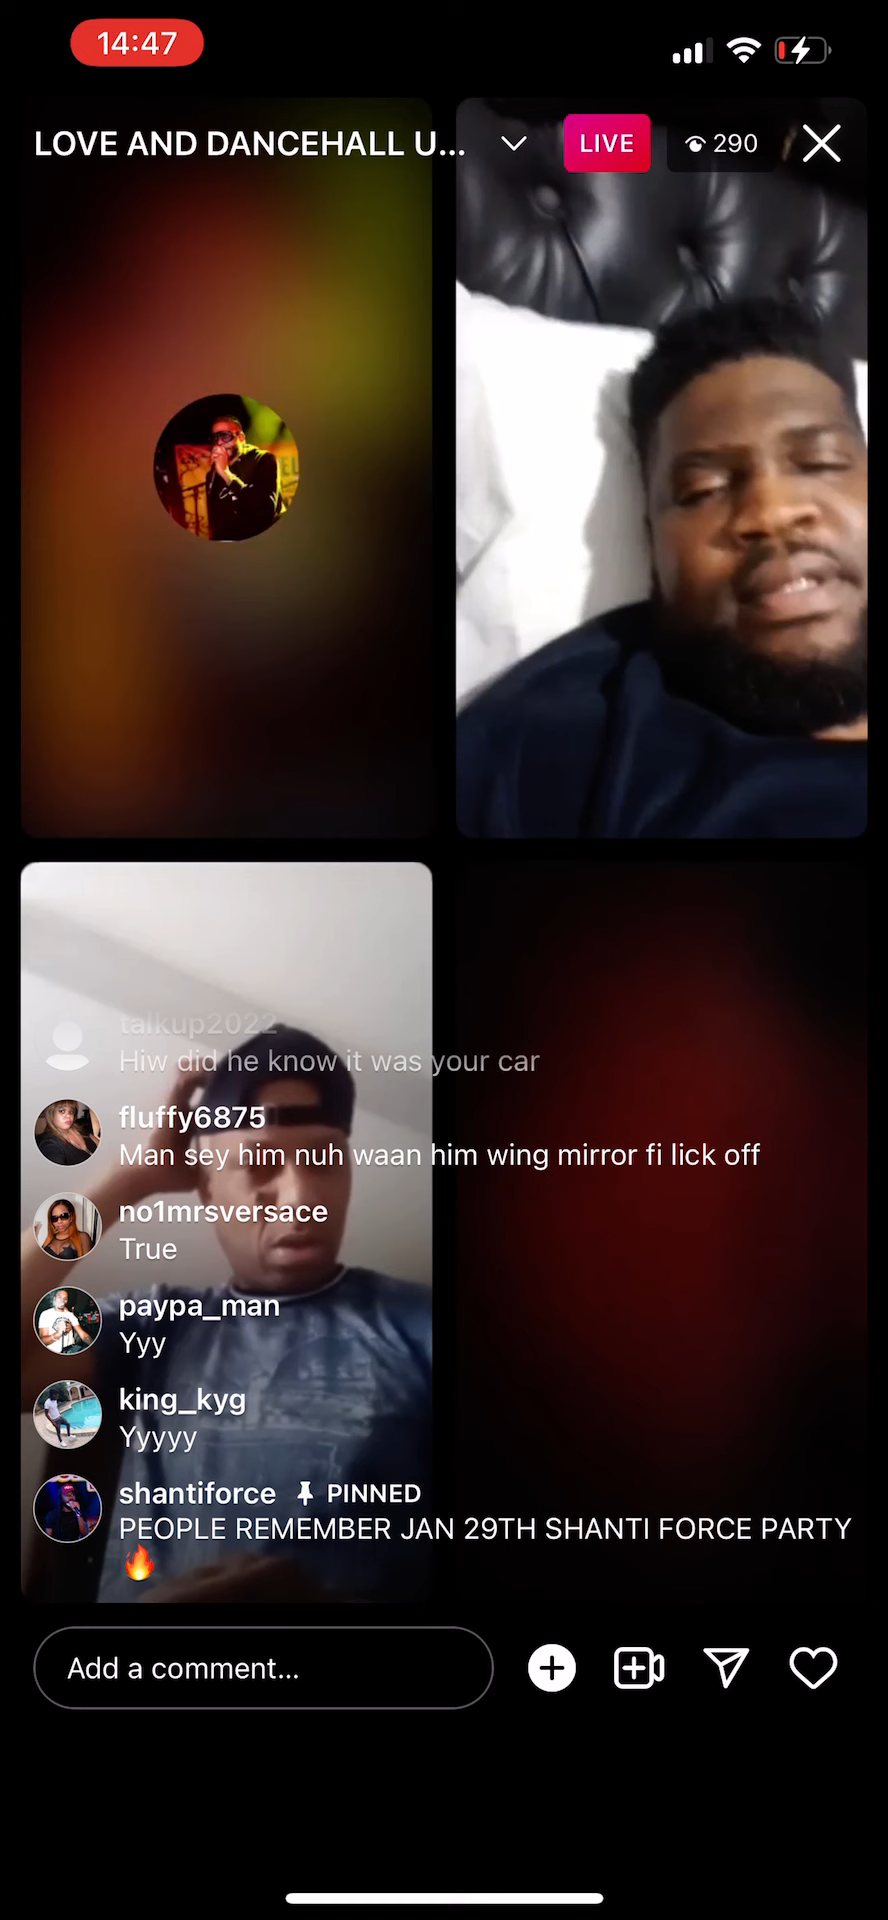 14:47
LOVE AND DANCEHALL U...
LIVE
290
talkup2022
Hiw did he know it was your car
fluffy6875
Man sey him nuh waan him wing mirror fi lick off
no1mrsversace
True
paypa_man
Yyy
king_kyg
Yyyyy
shantiforce PINNED
PEOPLE REMEMBER JAN 29TH SHANTI FORCE PARTY
🔥
Add a comment...